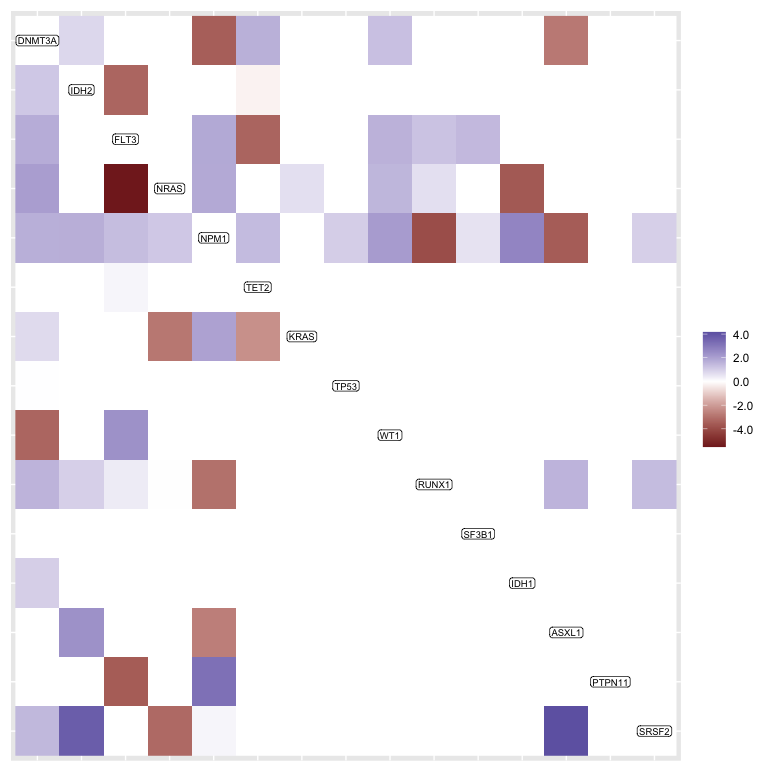 DNMT3A
IDH2
FLT3
NRAS
NPM1
TET2
KRAS
4.0
2.0
0.0
-2.0
-4.0
TP53
WT1
RUNX1
SF3B1
IDH1
ASXL1
PTPN11
SRSF2